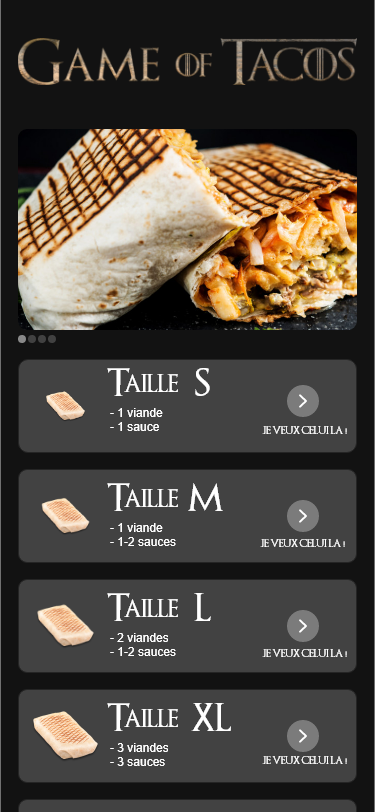 GAME OF TACOS
TAILLE S
- 1 viande
- 1 sauce
JE VEUX CELUI LA !
TAILLE M
- 1 viande
- 1-2 sauces
JE VEUX CELUI LA !
TAILLE L
- 2 viandes
- 1-2 sauces
JE VEUX CELUI LA !
TAILLE XL
- 3 viandes
- 3 sauces
JE VEUX CELUI LA !